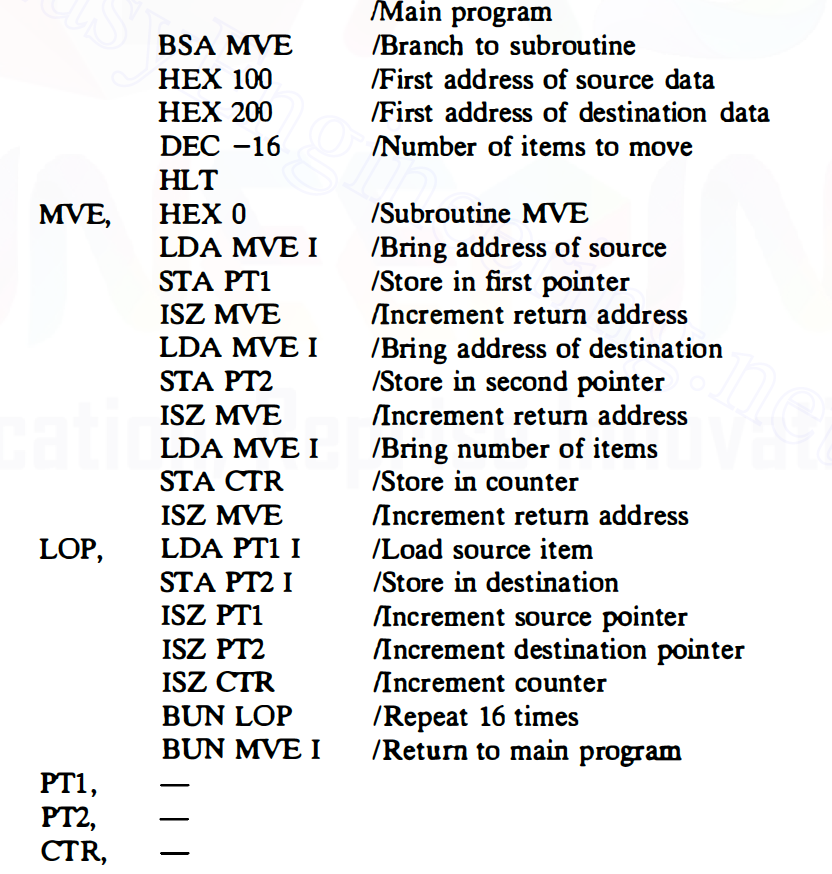 /Main program
BSA MVE /Branch to subroutine
HEX 100 /First address of source data
HEX 200 /First address of destination data
DEC −16 /Number of items to move
HLT
MVE, HEX 0 /Subroutine MVE
LDA MVE I /Bring address of source
STA PT1 /Store in first pointer
ISZ MVE /Increment return address
LDA MVE I /Bring address of destination
STA PT2 /Store in second pointer
ISZ MVE /Increment return address
LDA MVE I /Bring number of items
STA CTR /Store in counter
ISZ MVE /Increment return address
LOP, LDA PT1 I /Load source item
STA PT2 I /Store in destination
ISZ PT1 /Increment source pointer
ISZ PT2 /Increment destination pointer
ISZ CTR /Increment counter
BUN LOP /Repeat 16 times
BUN MVE I /Return to main program
PT1, —
PT2, —
CTR, —